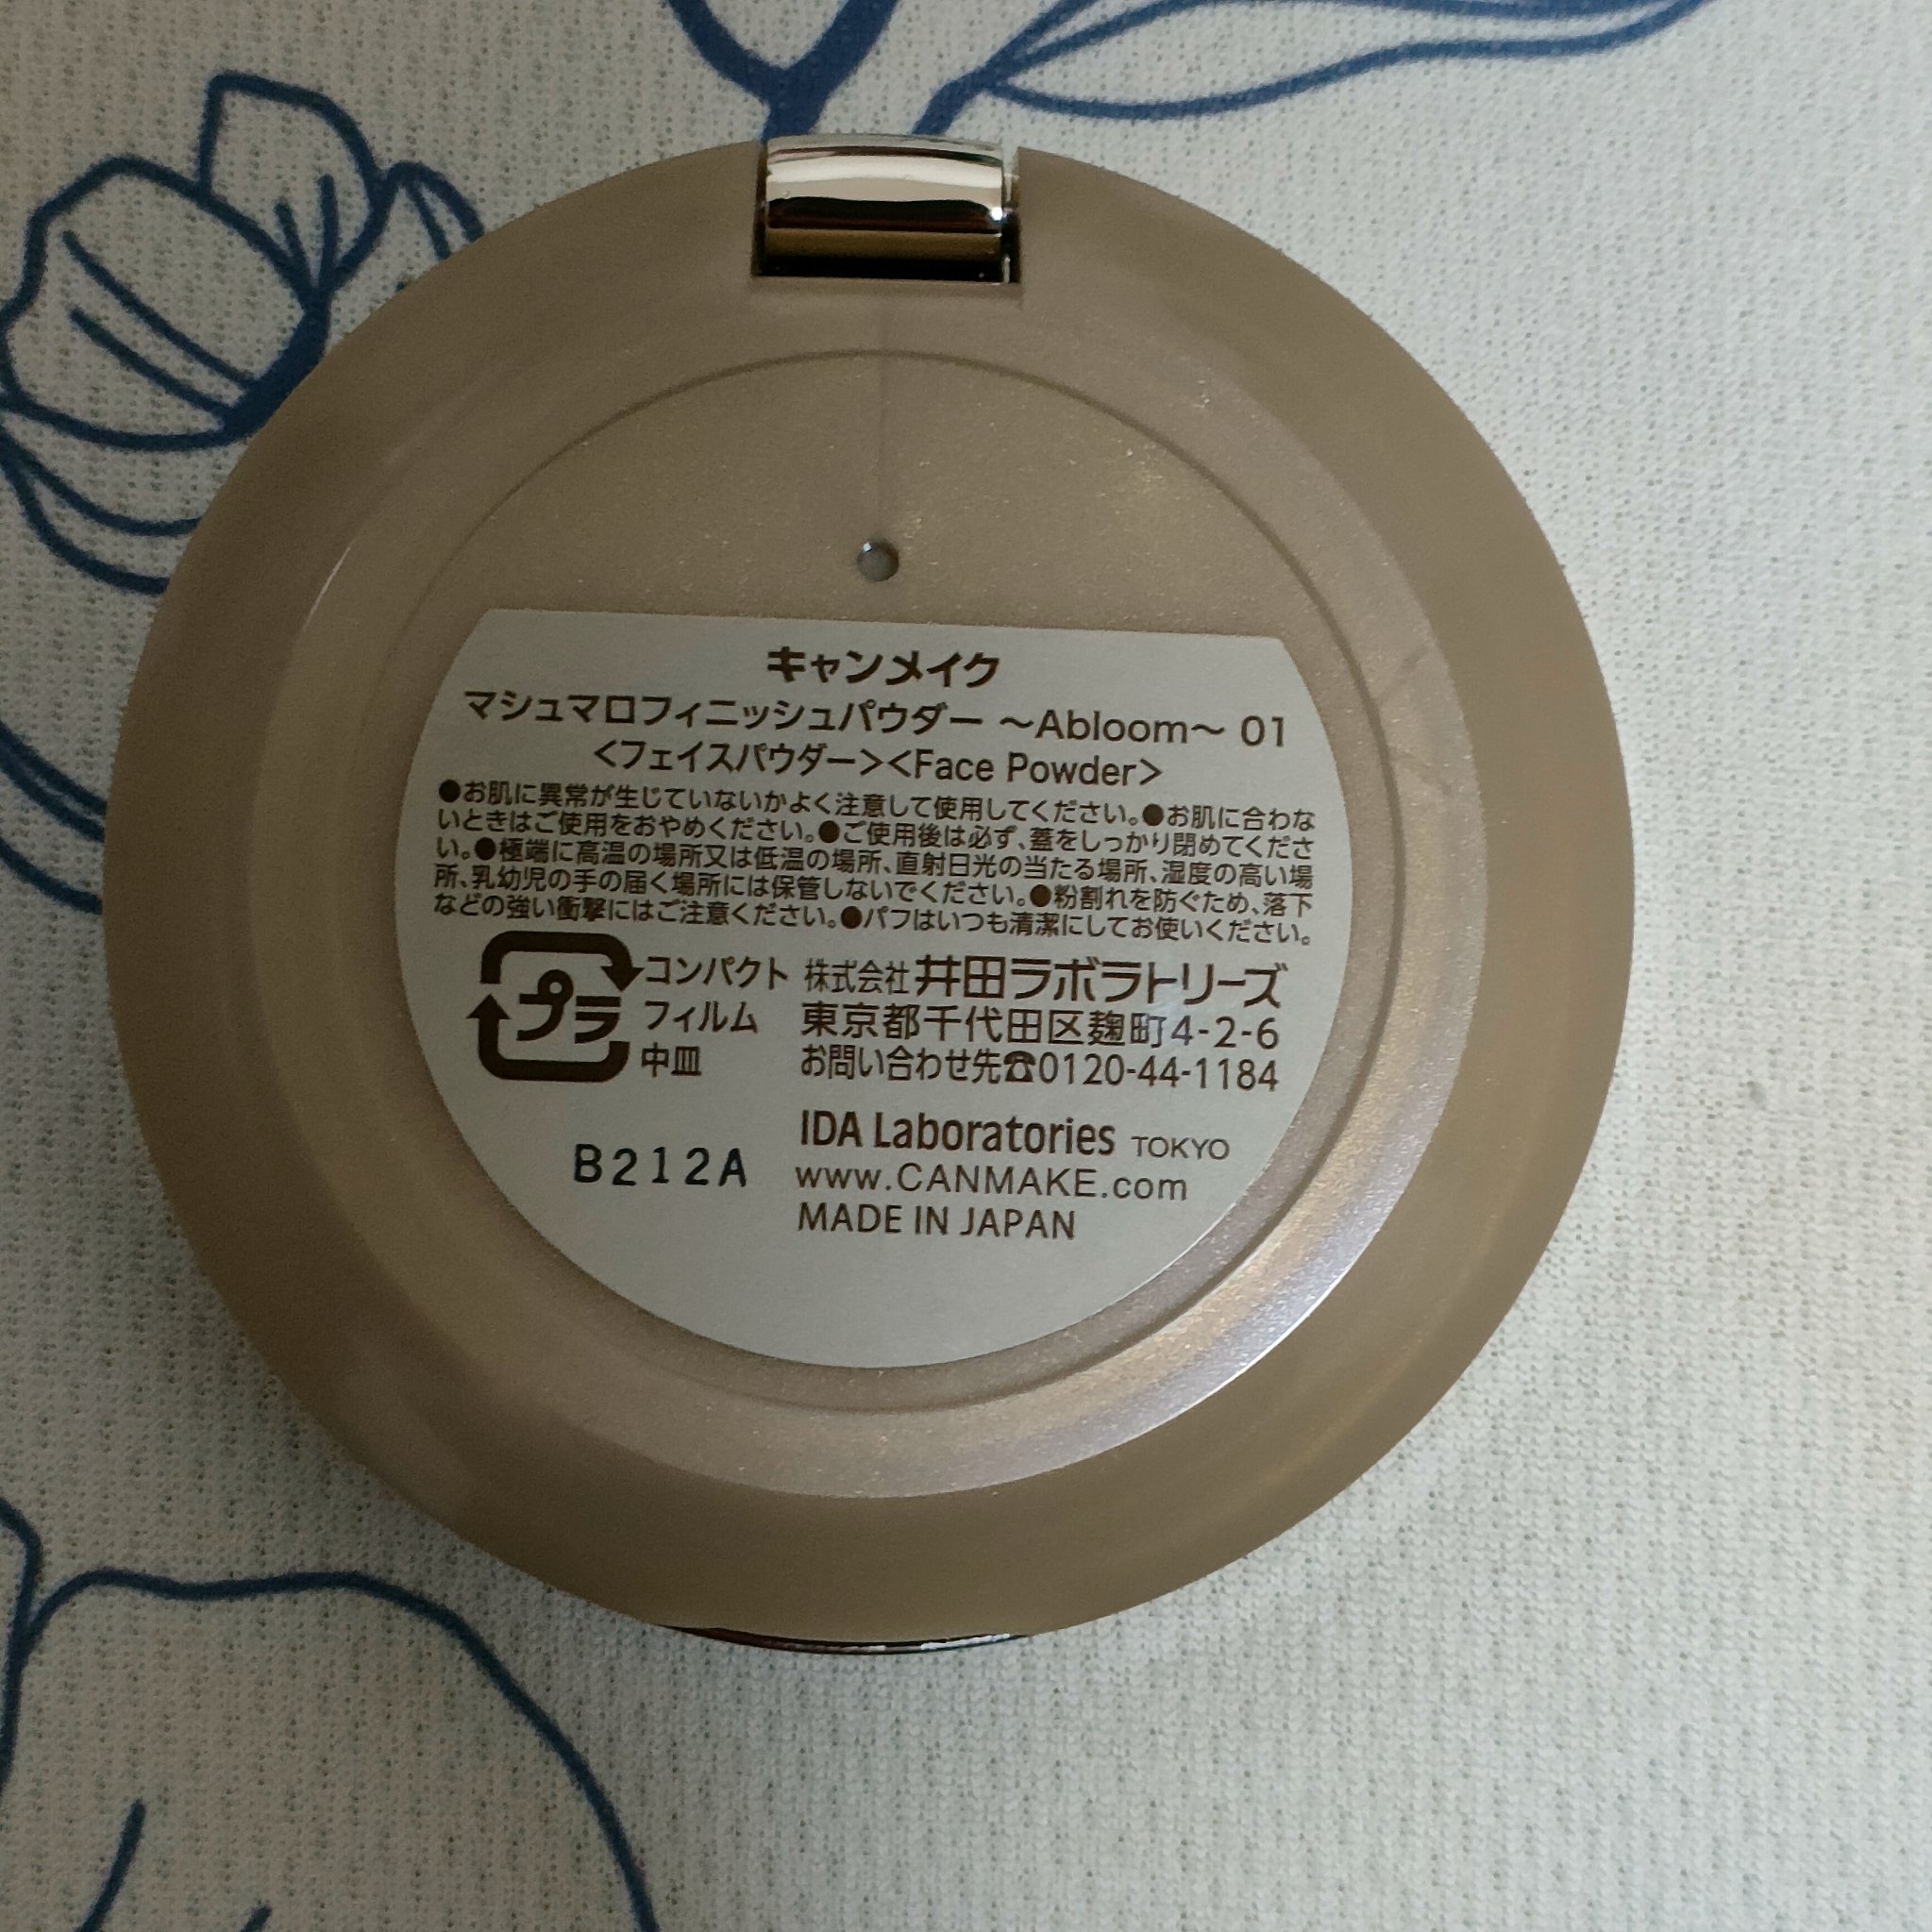 キャンメイク
マシュマロフィニッシュパウダー ～Abloom～ 01
<フェイスパウダー><Face Powder>
●お肌に異常が生じていないかよく注意して使用してください。●お肌に合わな
いときはご使用をおやめください。●ご使用後は必ず、蓋をしっかり閉めてくださ
い。●極端に高温の場所又は低温の場所、直射日光の当たる場所、湿度の高い場
所、乳幼児の手の届く場所には保管しないでください。●粉割れを防ぐため、落下
などの強い衝撃にはご注意ください。●パフはいつも清潔にしてお使いください。
プラ
コンパクト
フィルム
中皿
株式会社 井田ラボラトリーズ
東京都千代田区麹町4-2-6
お問い合わせ先☎0120-44-1184
IDA Laboratories TOKYO
www.CANMAKE.com
MADE IN JAPAN
B212A